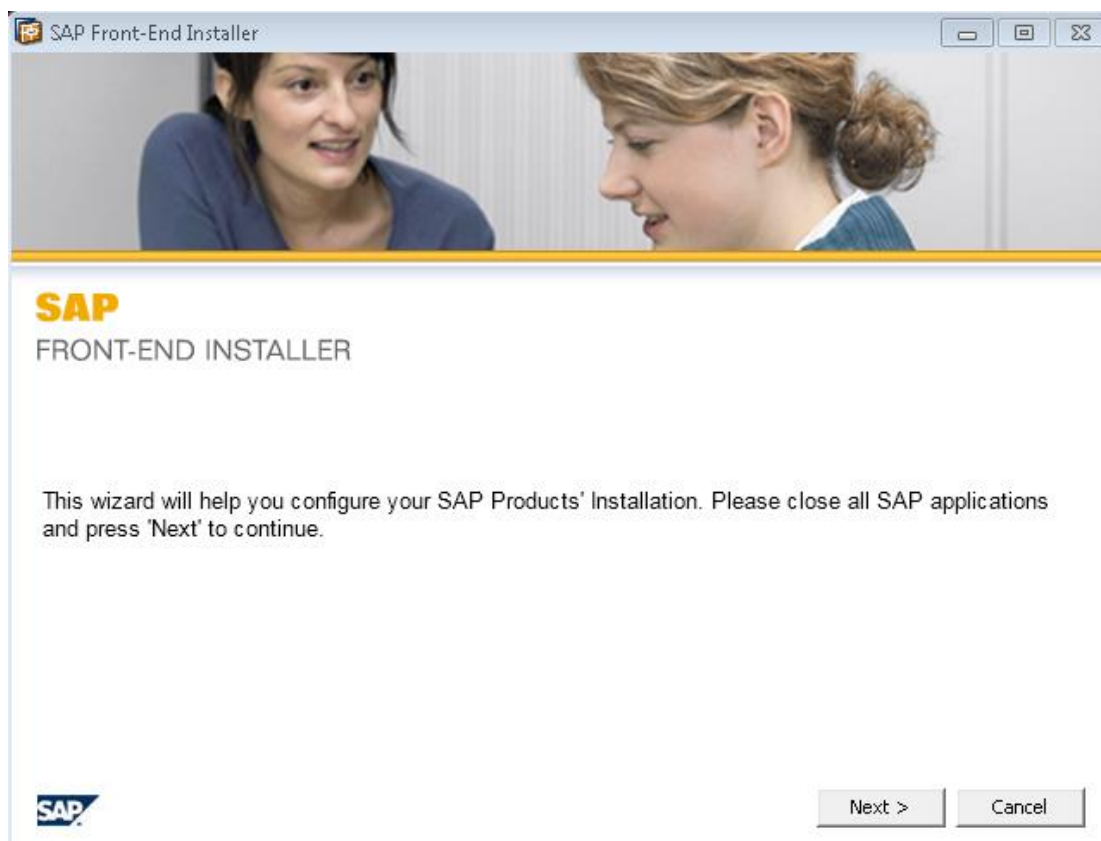 SAP Front-End Installer
SAP
FRONT-END INSTALLER
This wizard will help you configure your SAP Products' Installation. Please close all SAP applications
and press 'Next' to continue.
SAP
Next >
Cancel